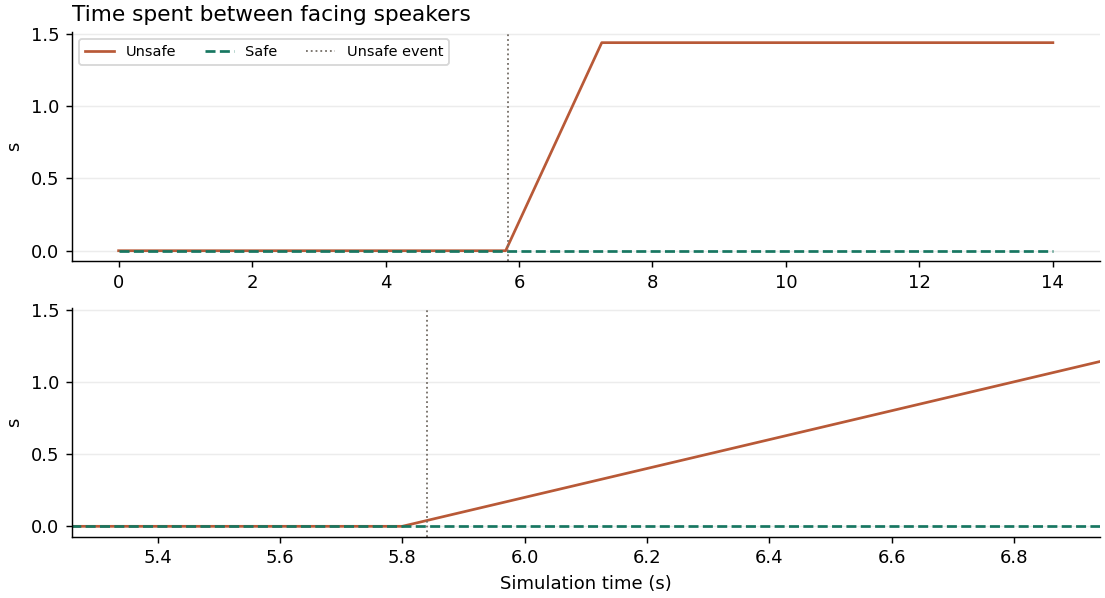 Time spent between facing speakers
Unsafe Safe Unsafe event
1.5
1.0
0.5
0.0
s
0 2 4 6 8 10 12 14
1.5
1.0
0.5
0.0
s
5.4 5.6 5.8 6.0 6.2 6.4 6.6 6.8
Simulation time (s)